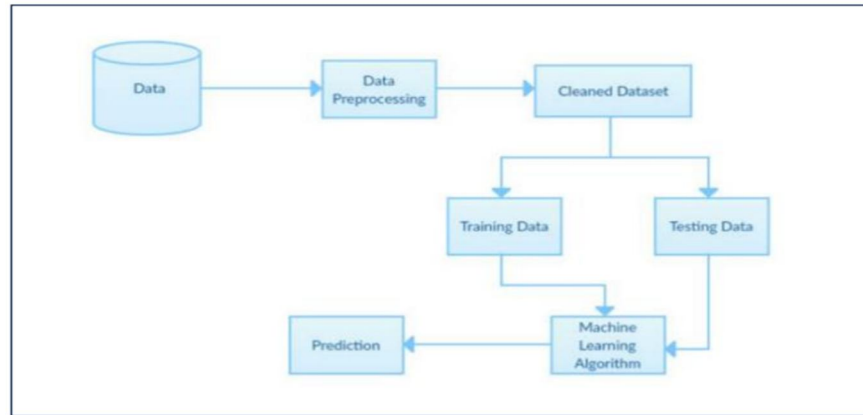 Data
Data
Preprocessing
Cleaned Dataset
Training Data
Testing Data
Prediction
Machine
Learning
Algorithm